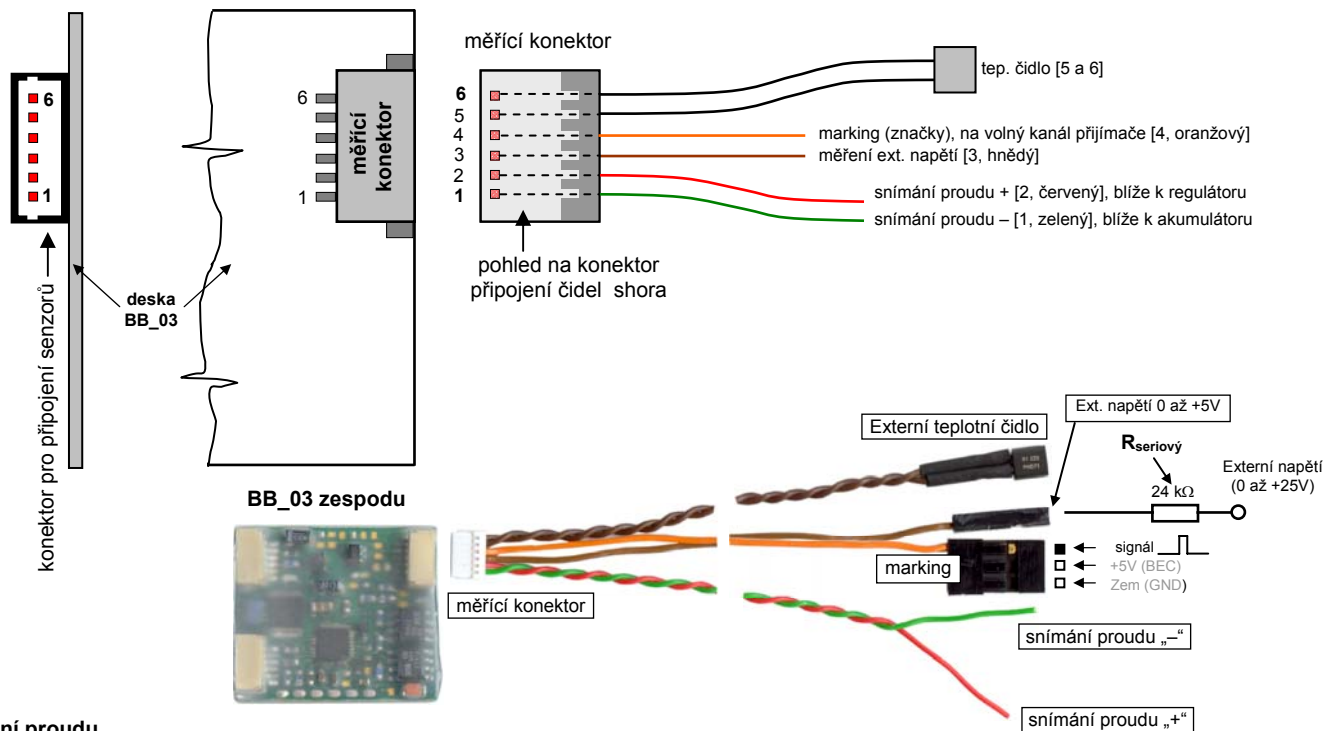 měřící konektor
tep. čidlo [5 a 6]
6
1
konektor pro připojení senzorů
deska
BB_03
6
1
měřící
konektor
6
5
4
3
2
1
marking (značky), na volný kanál přijímače [4, oranžový]
měření ext. napětí [3, hnědý]
snímání proudu + [2, červený], blíže k regulátoru
snímání proudu – [1, zelený], blíže k akumulátoru
pohled na konektor
připojení čidel shora
Ext. napětí 0 až +5V
Externí teplotní čidlo
Rseriový
24 kΩ
Externí napětí
(0 až +25V)
BB_03 zespodu
marking
signál
+5V (BEC)
Zem (GND)
měřící konektor
snímání proudu „–“
snímání proudu „+“
ní proudu